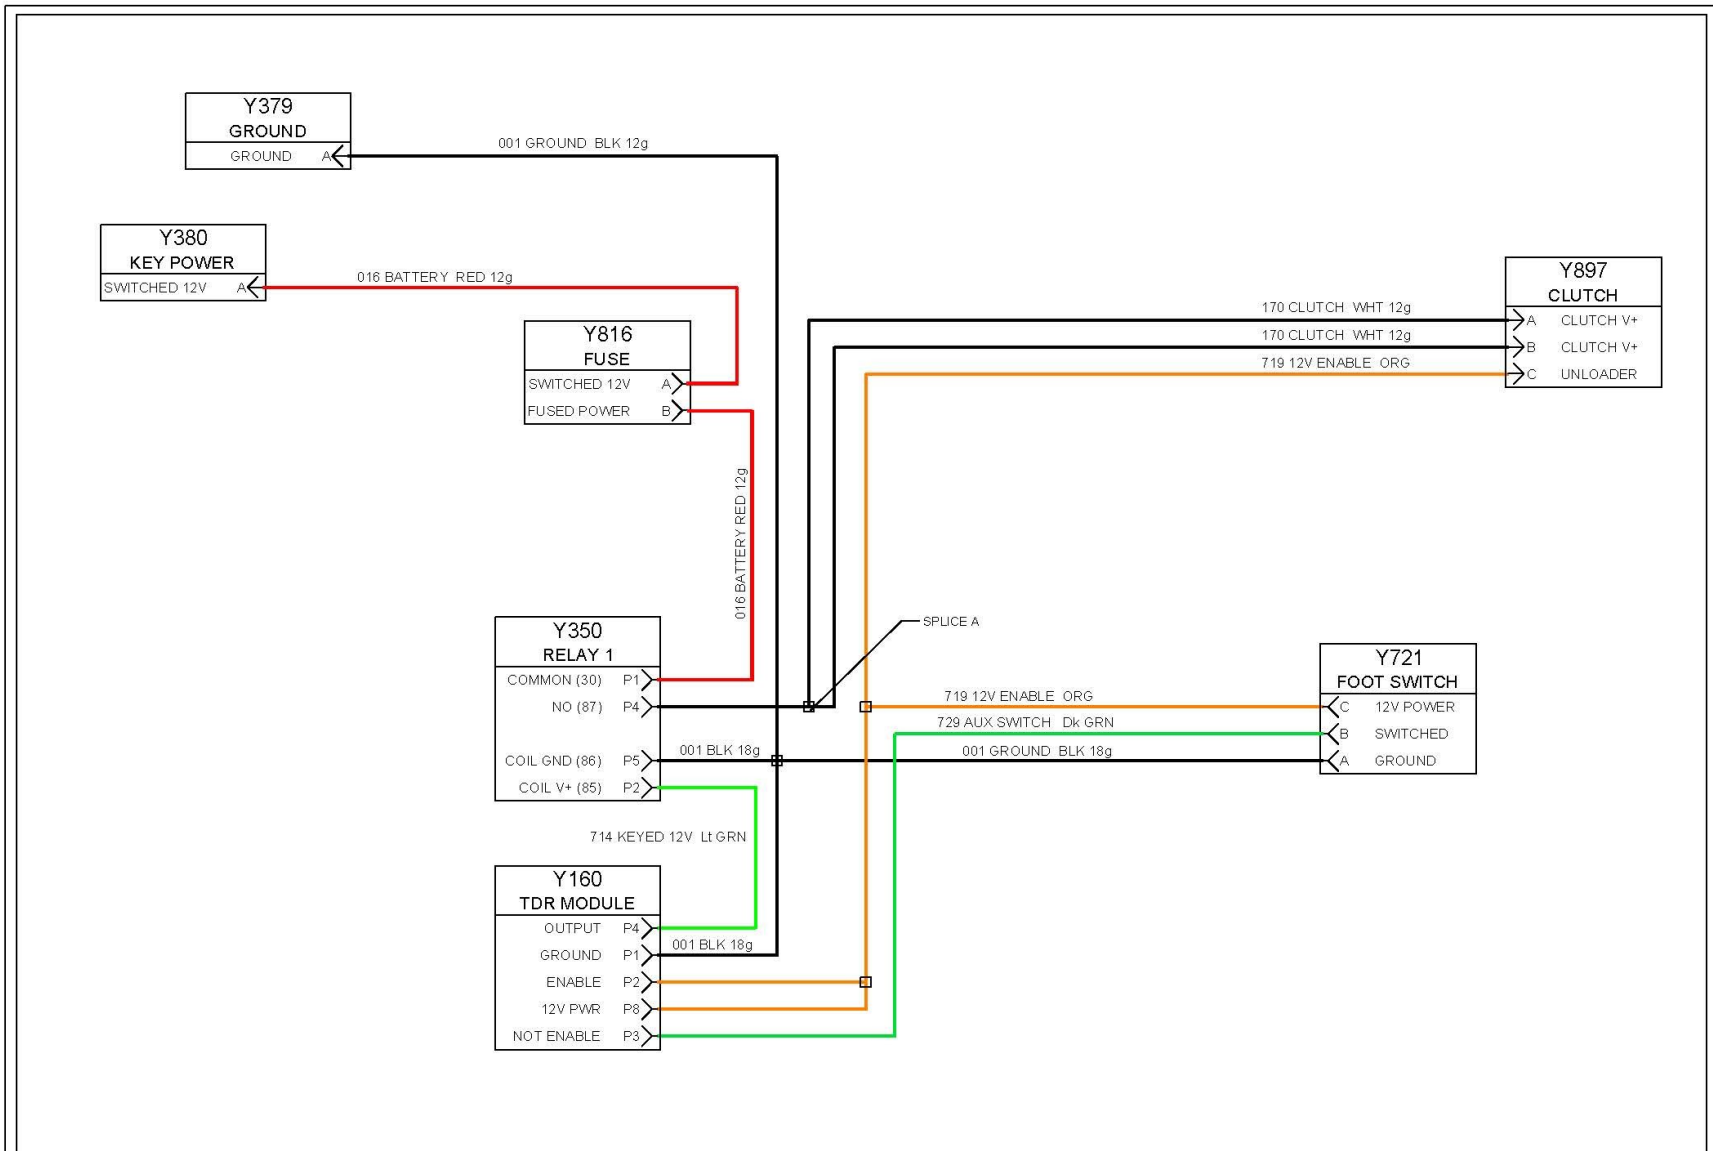 Y379
GROUND
GROUND A
001 GROUND BLK 12g
Y380
KEY POWER
SWITCHED 12V A
016 BATTERY RED 12g
Y816
FUSE
SWITCHED 12V A
FUSED POWER B
016 BATTERY RED 12g
Y897
CLUTCH
A CLUTCH V+
B CLUTCH V+
C UNLOADER
170 CLUTCH WHT 12g
170 CLUTCH WHT 12g
719 12V ENABLE ORG
Y350
RELAY 1
COMMON (30) P1
NO (87) P4
COIL GND (86) P5
COIL V+ (85) P2
SPLICE A
001 BLK 18g
714 KEYED 12V Lt GRN
Y721
FOOT SWITCH
C 12V POWER
B SWITCHED
A GROUND
719 12V ENABLE ORG
729 AUX SWITCH Dk GRN
001 GROUND BLK 18g
Y160
TDR MODULE
OUTPUT P4
GROUND P1
ENABLE P2
12V PWR P8
NOT ENABLE P3
001 BLK 18g